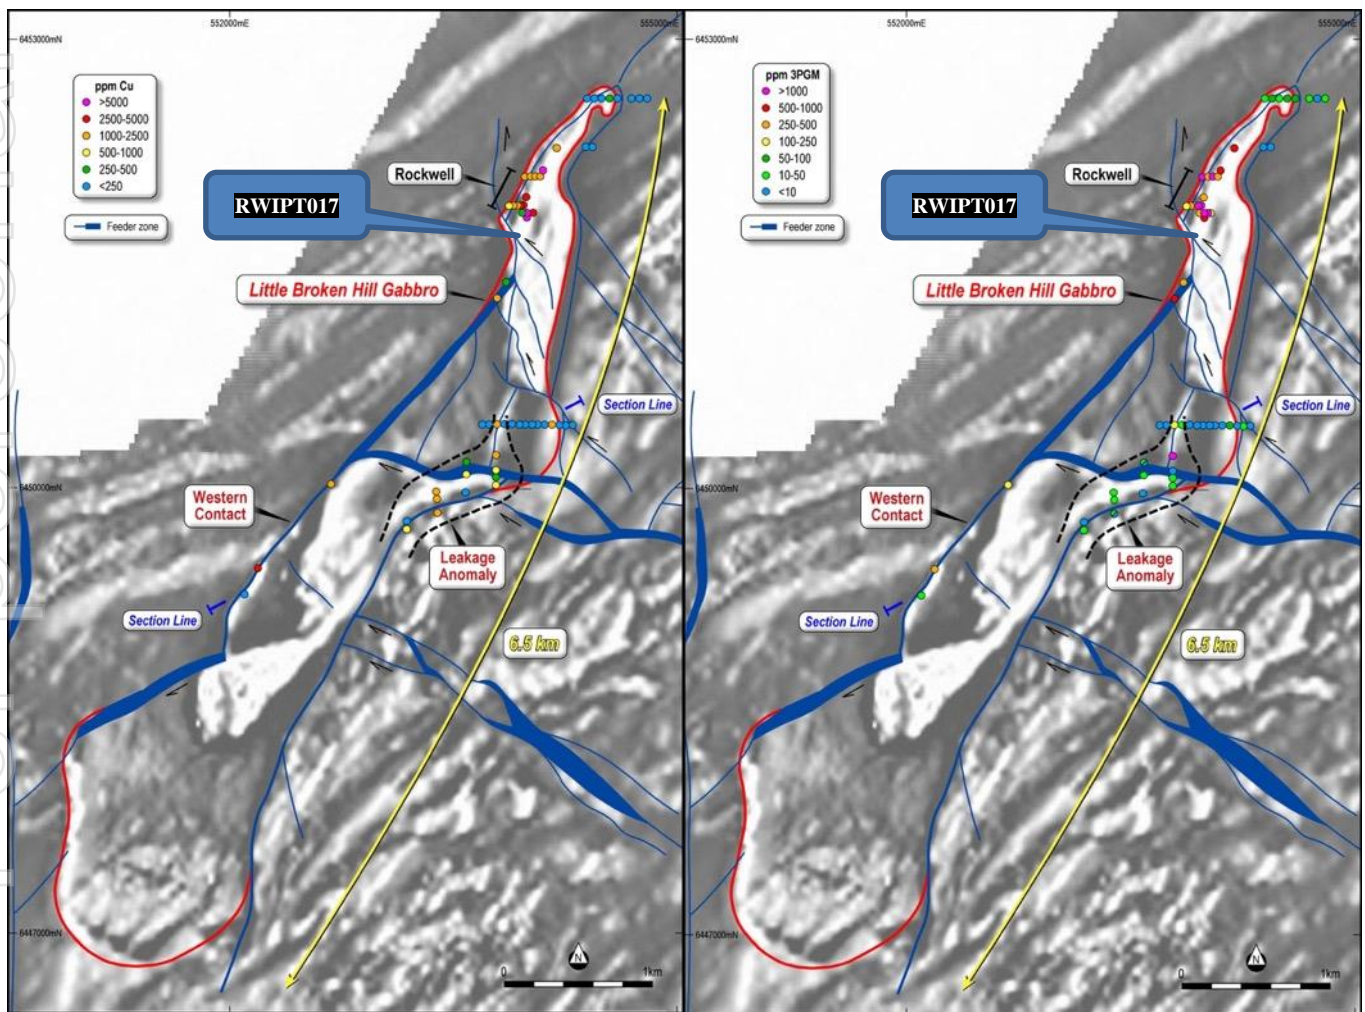 552000mE
555000mE
6453000mN
ppm Cu
>5000
2500-5000
1000-2500
500-1000
250-500
<250
Feeder zone
Rockwell
RWIPT017
Little Broken Hill Gabbro
Section Line
6450000mN
Western
Contact
Leakage
Anomaly
Section Line
6.5 km
6447000mN
N
0
1km
552000mE
555000mE
6453000mN
ppm 3PGM
>1000
500-1000
250-500
100-250
50-100
10-50
<10
Feeder zone
Rockwell
RWIPT017
Little Broken Hill Gabbro
Section Line
6450000mN
Western
Contact
Leakage
Anomaly
Section Line
6.5 km
6447000mN
N
0
1km